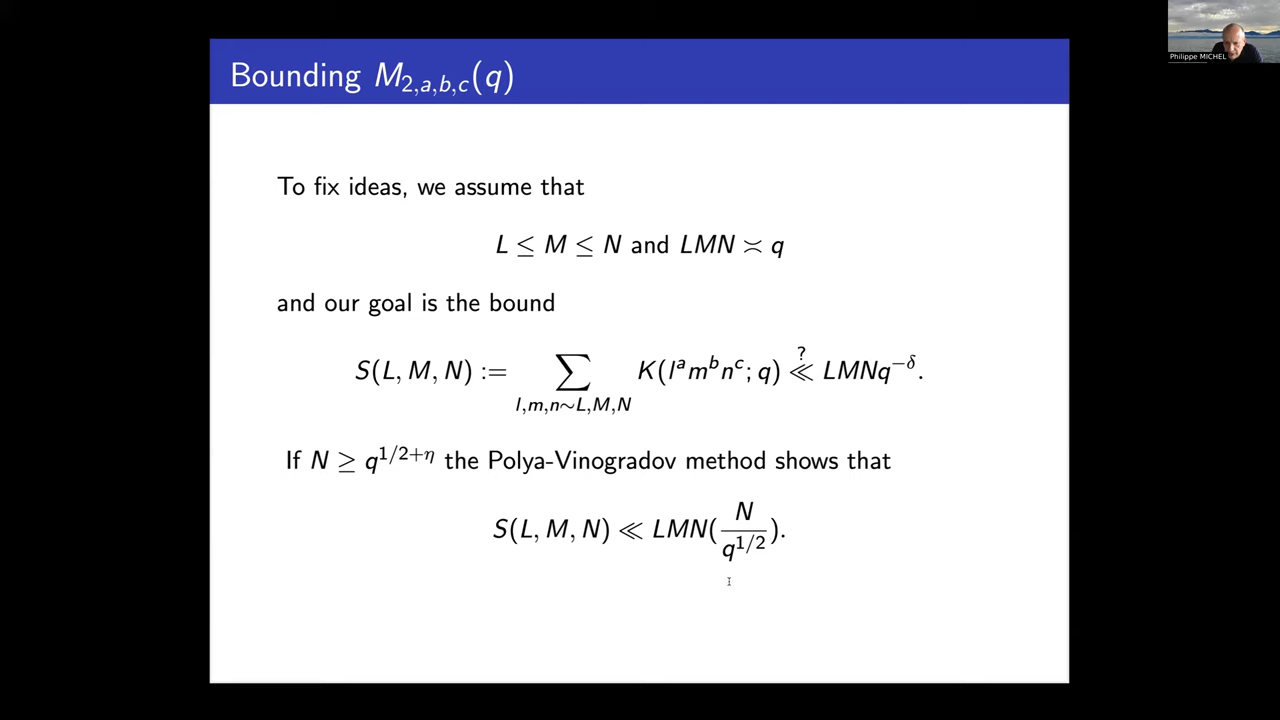 Philippe MICHEL
Bounding M_{2,a,b,c}(q)
To fix ideas, we assume that
L ≤ M ≤ N and LMN ≍ q
and our goal is the bound
S(L, M, N) := ∑_{l,m,n∼L,M,N} K(l^a m^b n^c; q) ≪^? LMNq^{−δ}.
If N ≥ q^{1/2+η} the Polya-Vinogradov method shows that
S(L, M, N) ≪ LMN(N/q^{1/2}).